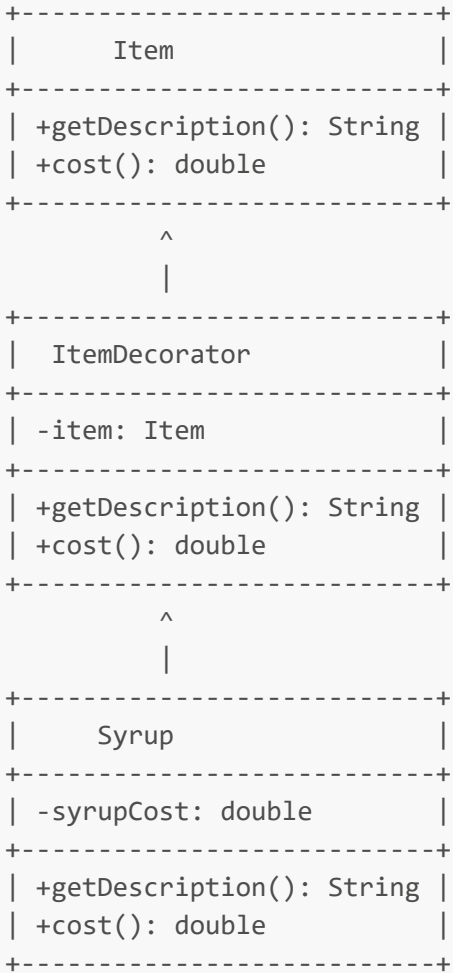 +--------------------------+
|      Item                |
+--------------------------+
| +getDescription(): String |
| +cost(): double          |
+--------------------------+
          ^
          |
+--------------------------+
|  ItemDecorator           |
+--------------------------+
| -item: Item              |
+--------------------------+
| +getDescription(): String |
| +cost(): double          |
+--------------------------+
          ^
          |
+--------------------------+
|     Syrup                |
+--------------------------+
| -syrupCost: double       |
+--------------------------+
| +getDescription(): String |
| +cost(): double          |
+--------------------------+